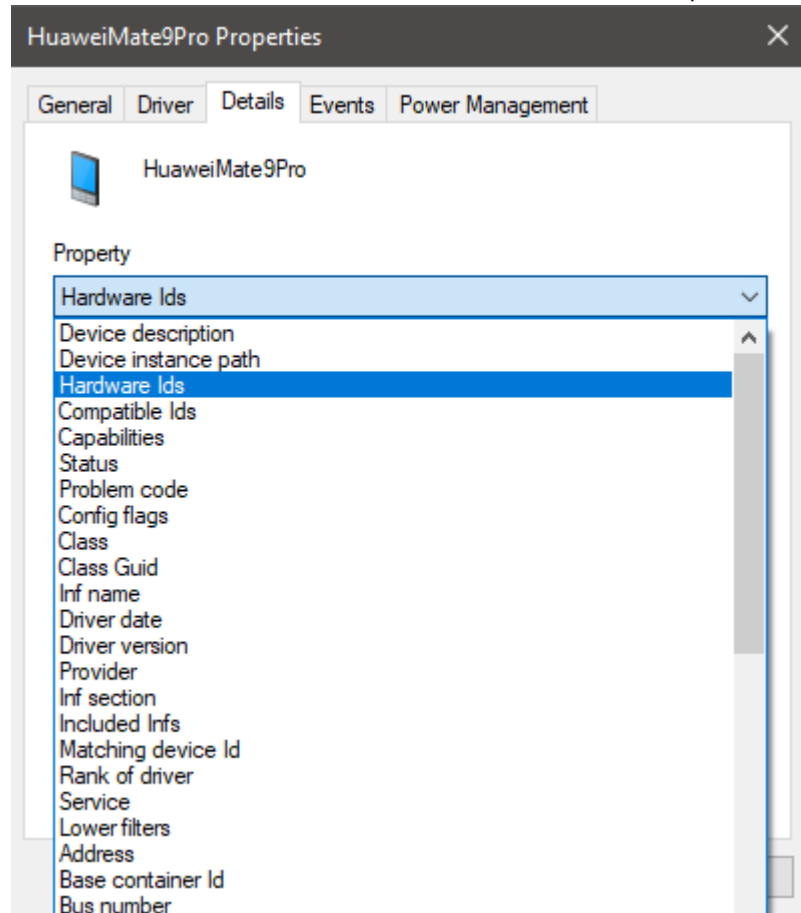 HuaweiMate9Pro Properties
General Driver Details Events Power Management
HuaweiMate9Pro
Property
Hardware Ids
Device description
Device instance path
Hardware Ids
Compatible Ids
Capabilities
Status
Problem code
Config flags
Class
Class Guid
Inf name
Driver date
Driver version
Provider
Inf section
Included Infs
Matching device Id
Rank of driver
Service
Lower filters
Address
Base container Id
Bus number